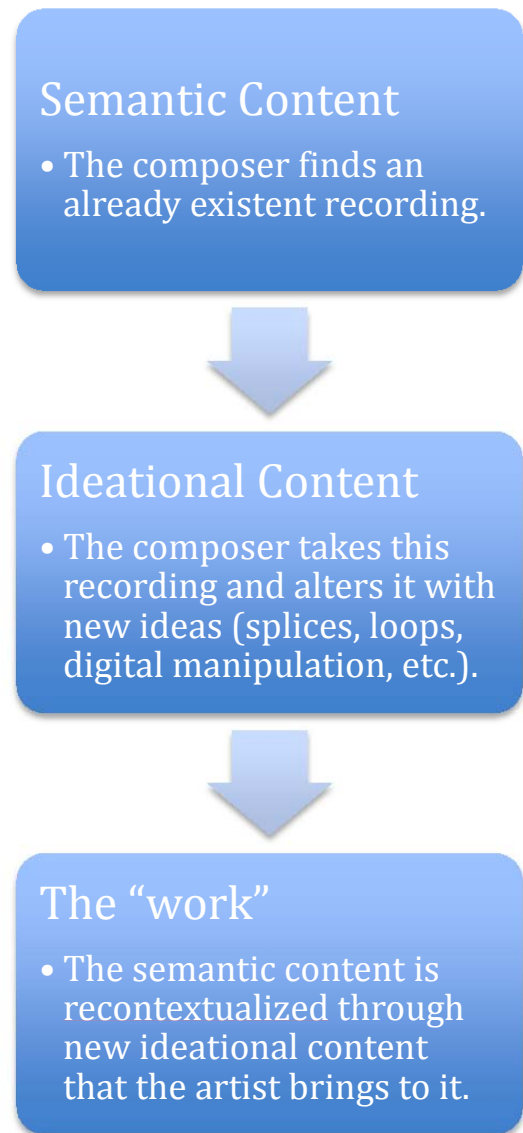 Semantic Content
• The composer finds an
already existent recording.
Ideational Content
• The composer takes this
recording and alters it with
new ideas (splices, loops,
digital manipulation, etc.).
The “work”
• The semantic content is
recontextualized through
new ideational content
that the artist brings to it.